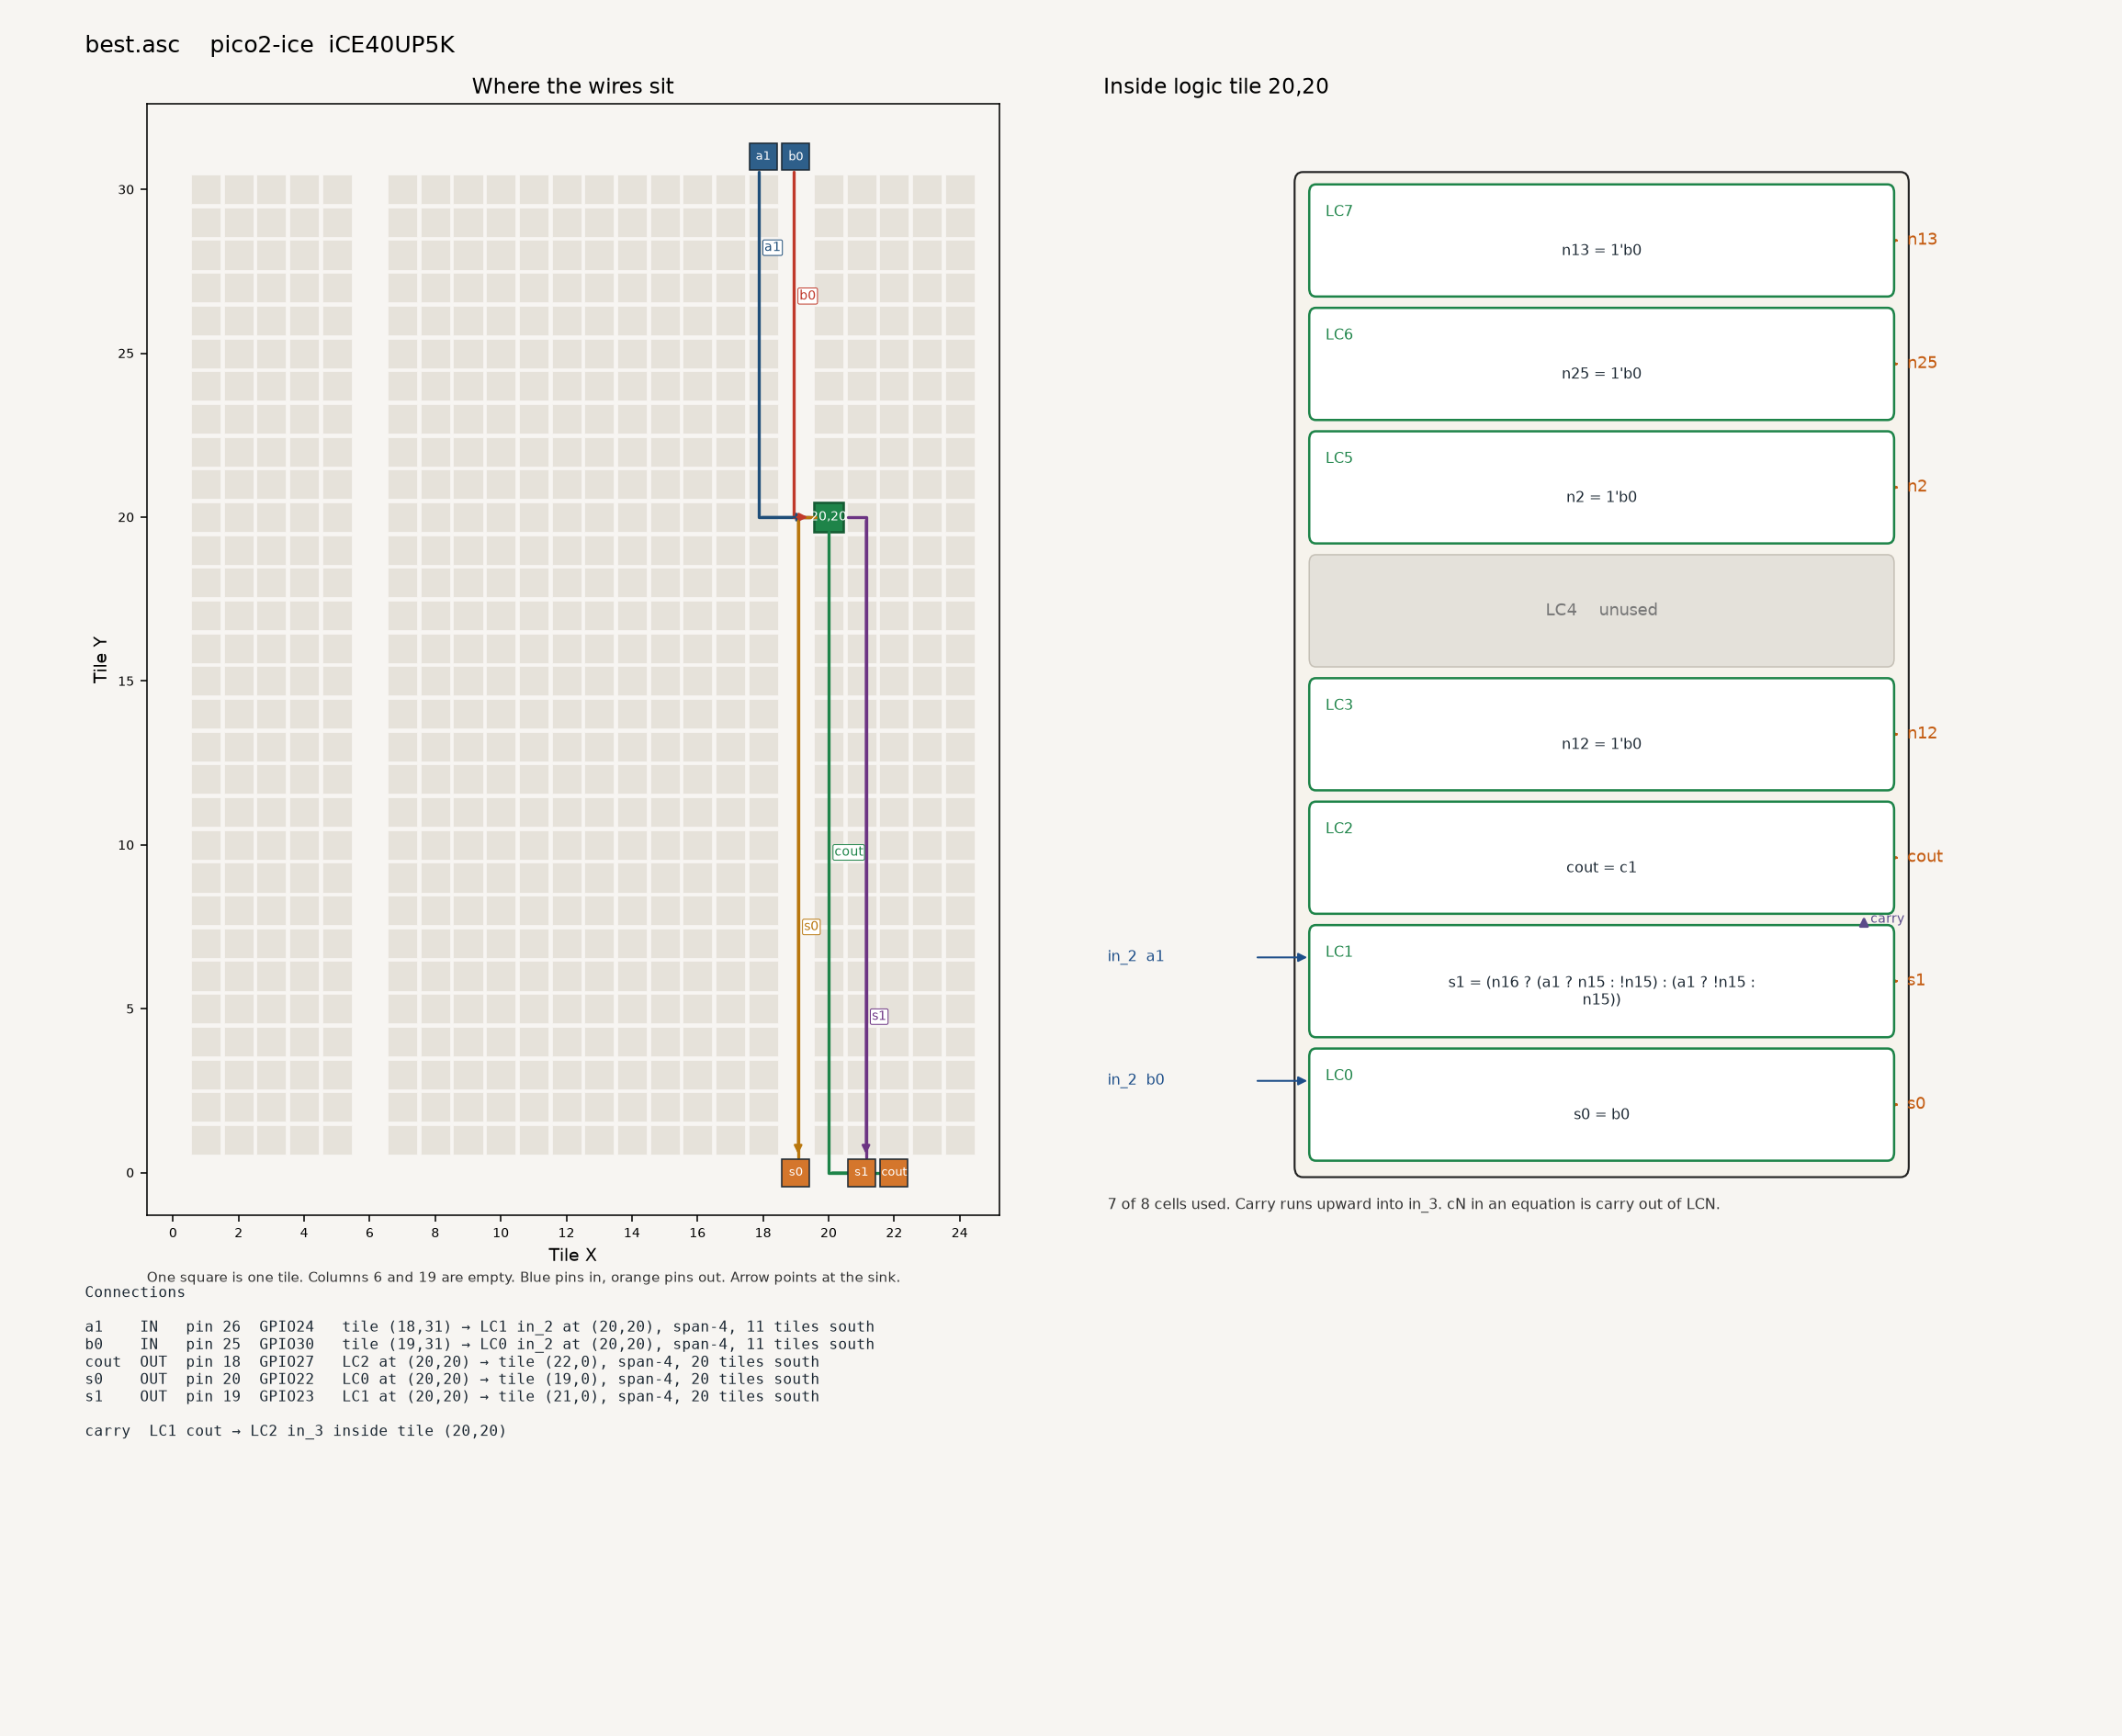 best.asc    pico2-ice  iCE40UP5K
Where the wires sit
a1
b0
a1
b0
20,20
cout
s0
s1
s0
s1
cout
30
25
20
15
10
5
0
Tile Y
0 2 4 6 8 10 12 14 16 18 20 22 24
Tile X
One square is one tile. Columns 6 and 19 are empty. Blue pins in, orange pins out. Arrow points at the sink.
Inside logic tile 20,20
LC7
n13 = 1'b0
n13
LC6
n25 = 1'b0
n25
LC5
n2 = 1'b0
n2
LC4    unused
LC3
n12 = 1'b0
n12
LC2
cout = c1
cout
carry
in_2  a1
LC1
s1 = (n16 ? (a1 ? n15 : !n15) : (a1 ? !n15 :
n15))
s1
in_2  b0
LC0
s0 = b0
s0
7 of 8 cells used. Carry runs upward into in_3. cN in an equation is carry out of LCN.
Connections
a1    IN   pin 26  GPIO24   tile (18,31) → LC1 in_2 at (20,20), span-4, 11 tiles south
b0    IN   pin 25  GPIO30   tile (19,31) → LC0 in_2 at (20,20), span-4, 11 tiles south
cout  OUT  pin 18  GPIO27   LC2 at (20,20) → tile (22,0), span-4, 20 tiles south
s0    OUT  pin 20  GPIO22   LC0 at (20,20) → tile (19,0), span-4, 20 tiles south
s1    OUT  pin 19  GPIO23   LC1 at (20,20) → tile (21,0), span-4, 20 tiles south
carry  LC1 cout → LC2 in_3 inside tile (20,20)